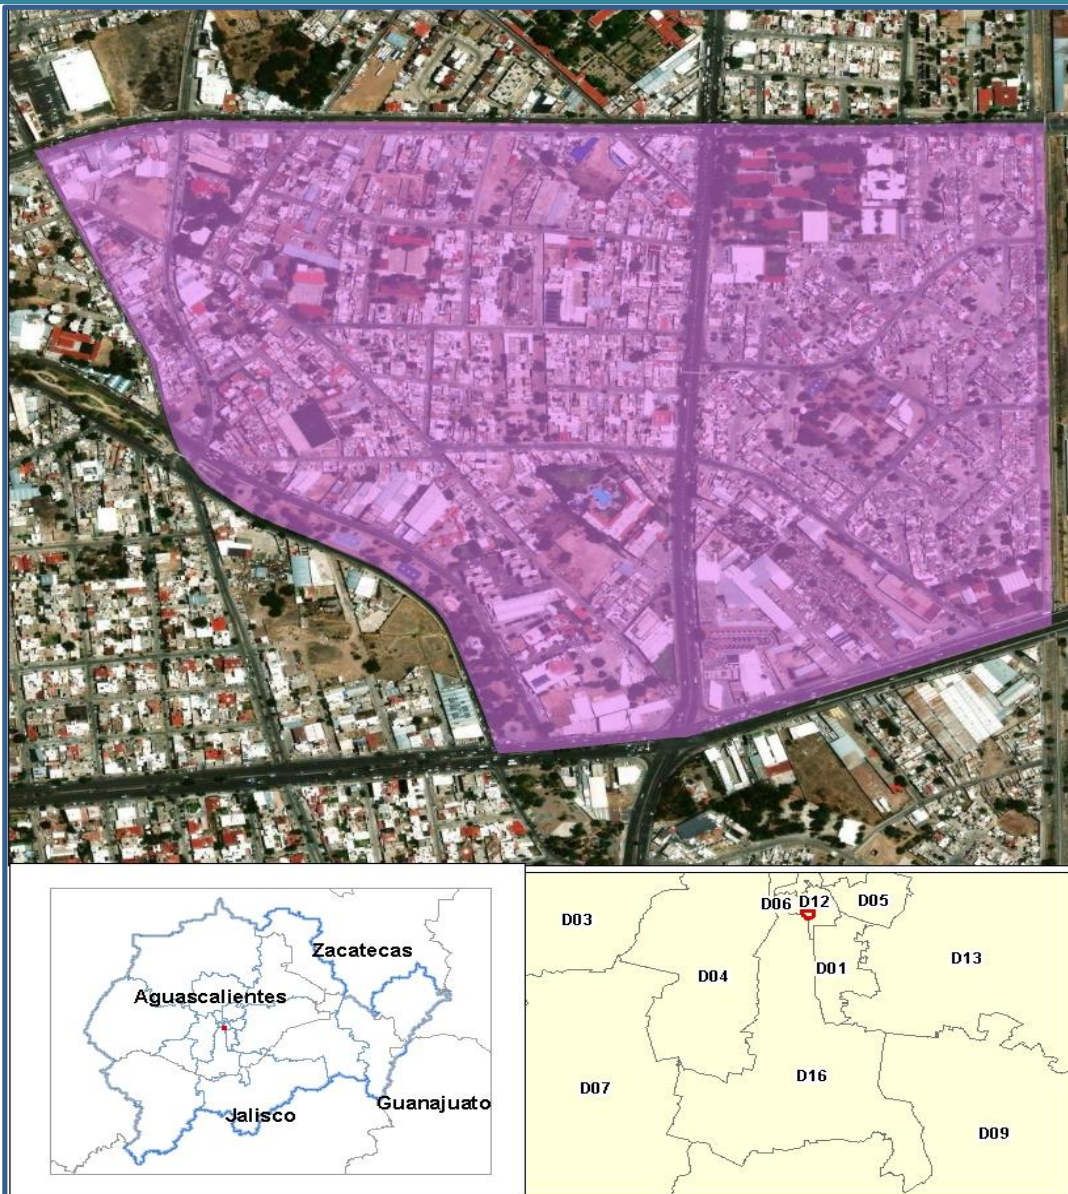 Zacatecas
Aguascalientes
Jalisco
Guanajuato
D06 D12 D05
D03
D04
D01
D13
D07
D16
D09